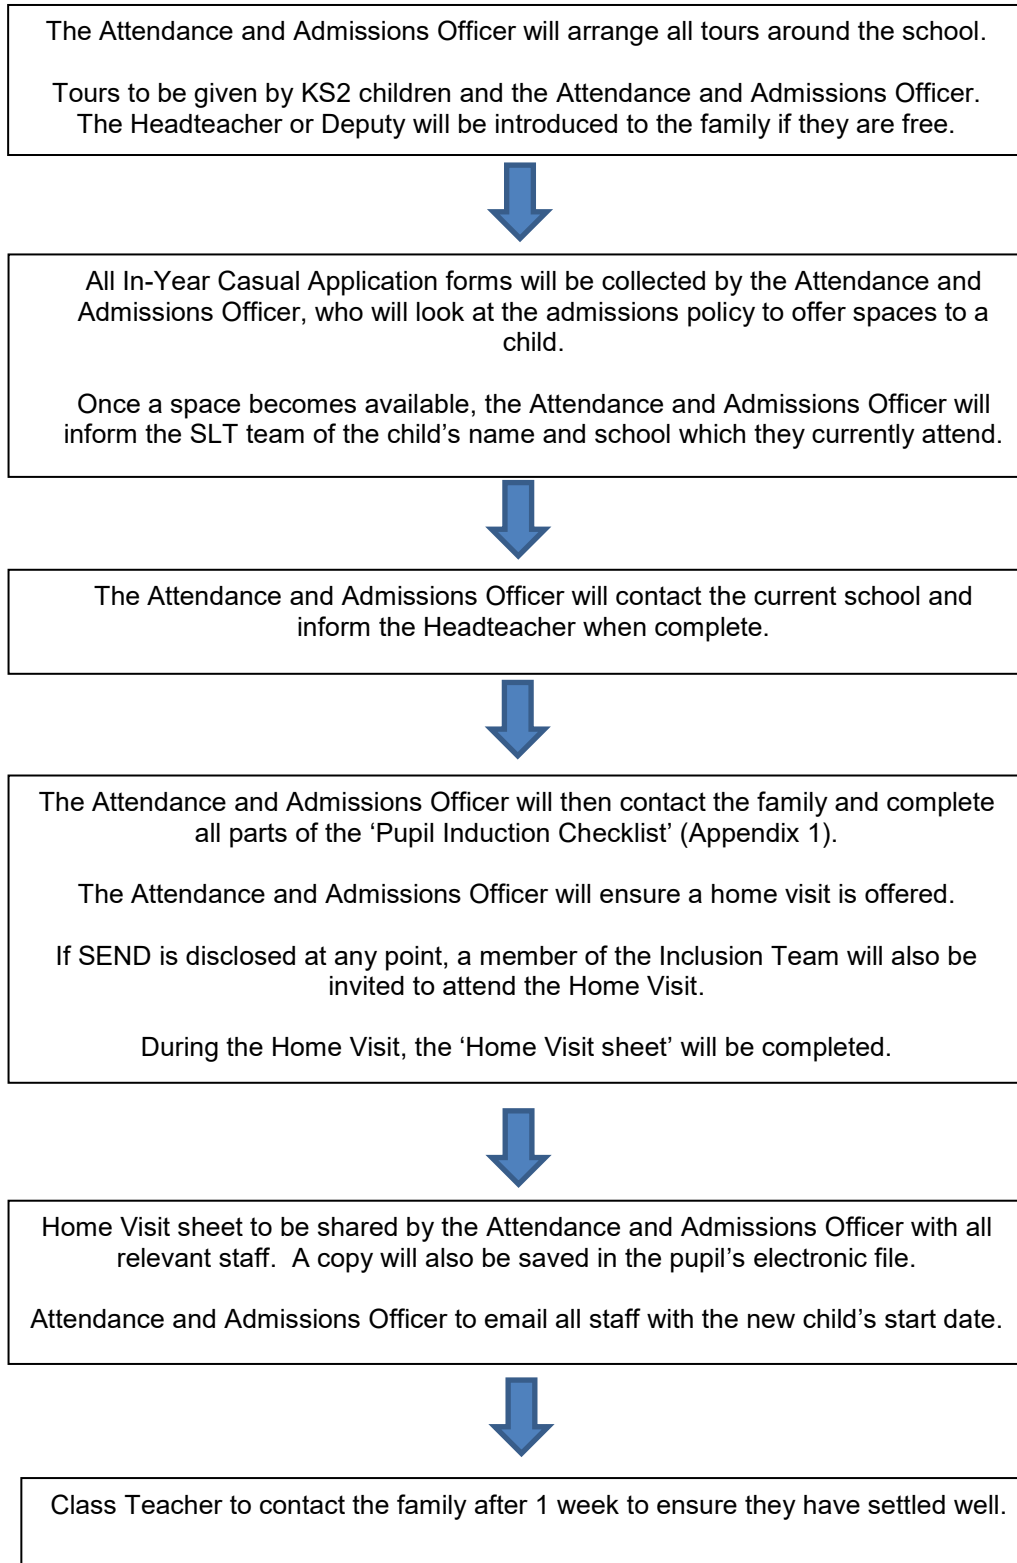 The Attendance and Admissions Officer will arrange all tours around the school.
Tours to be given by KS2 children and the Attendance and Admissions Officer.
The Headteacher or Deputy will be introduced to the family if they are free.
All In-Year Casual Application forms will be collected by the Attendance and
Admissions Officer, who will look at the admissions policy to offer spaces to a
child.
Once a space becomes available, the Attendance and Admissions Officer will
inform the SLT team of the child’s name and school which they currently attend.
The Attendance and Admissions Officer will contact the current school and
inform the Headteacher when complete.
The Attendance and Admissions Officer will then contact the family and complete
all parts of the ‘Pupil Induction Checklist’ (Appendix 1).
The Attendance and Admissions Officer will ensure a home visit is offered.
If SEND is disclosed at any point, a member of the Inclusion Team will also be
invited to attend the Home Visit.
During the Home Visit, the ‘Home Visit sheet’ will be completed.
Home Visit sheet to be shared by the Attendance and Admissions Officer with all
relevant staff.  A copy will also be saved in the pupil’s electronic file.
Attendance and Admissions Officer to email all staff with the new child’s start date.
Class Teacher to contact the family after 1 week to ensure they have settled well.